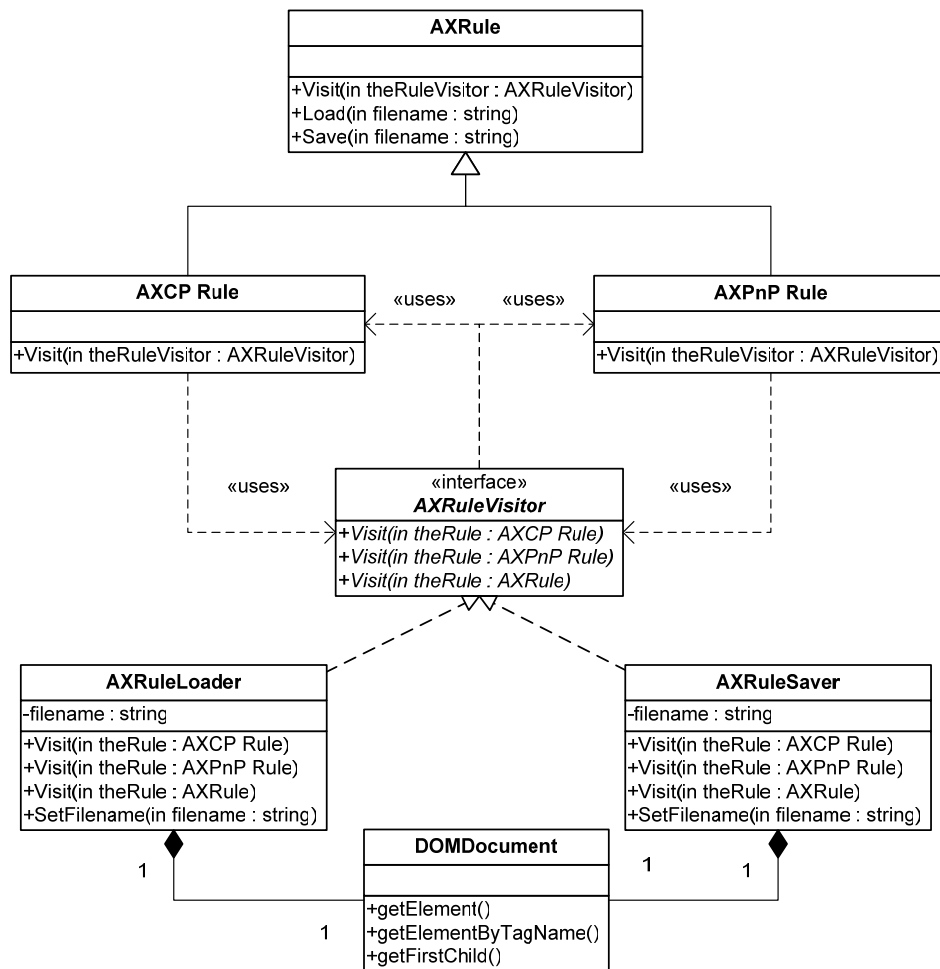 AXRule
+Visit(in theRuleVisitor : AXRuleVisitor)
+Load(in filename : string)
+Save(in filename : string)
AXCP Rule
+Visit(in theRuleVisitor : AXRuleVisitor)
«uses»
«uses»
AXPnP Rule
+Visit(in theRuleVisitor : AXRuleVisitor)
«uses»
«uses»
«interface»
AXRuleVisitor
+Visit(in theRule : AXCP Rule)
+Visit(in theRule : AXPnP Rule)
+Visit(in theRule : AXRule)
AXRuleLoader
-filename : string
+Visit(in theRule : AXCP Rule)
+Visit(in theRule : AXPnP Rule)
+Visit(in theRule : AXRule)
+SetFilename(in filename : string)
AXRuleSaver
-filename : string
+Visit(in theRule : AXCP Rule)
+Visit(in theRule : AXPnP Rule)
+Visit(in theRule : AXRule)
+SetFilename(in filename : string)
1
1
1
1
DOMDocument
+getElement()
+getElementByTagName()
+getFirstChild()